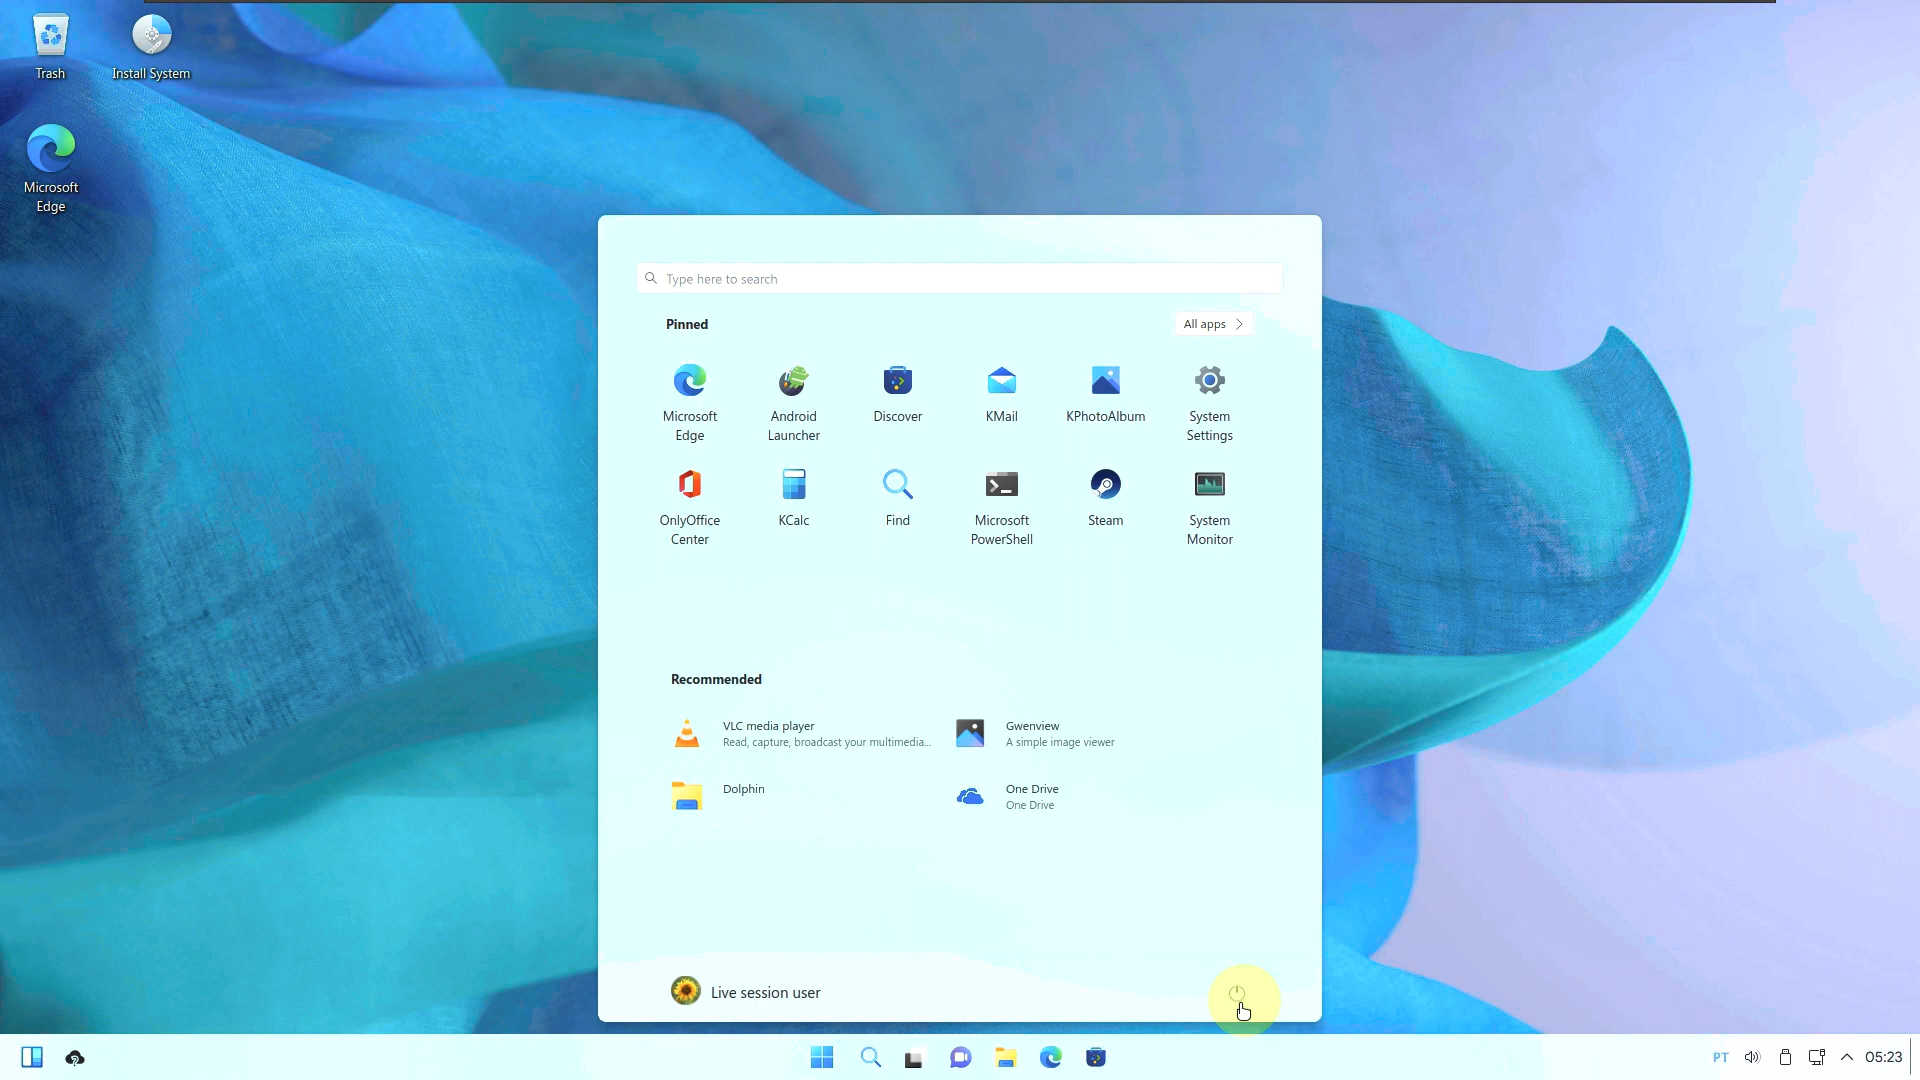 Trash
Install System
Microsoft
Edge
Type here to search
Pinned
All apps
Microsoft
Edge
Android
Launcher
Discover
KMail
KPhotoAlbum
System
Settings
OnlyOffice
Center
KCalc
Find
Microsoft
PowerShell
Steam
System
Monitor
Recommended
VLC media player
Read, capture, broadcast your multimedia...
Gwenview
A simple image viewer
Dolphin
One Drive
One Drive
Live session user
PT
05:23